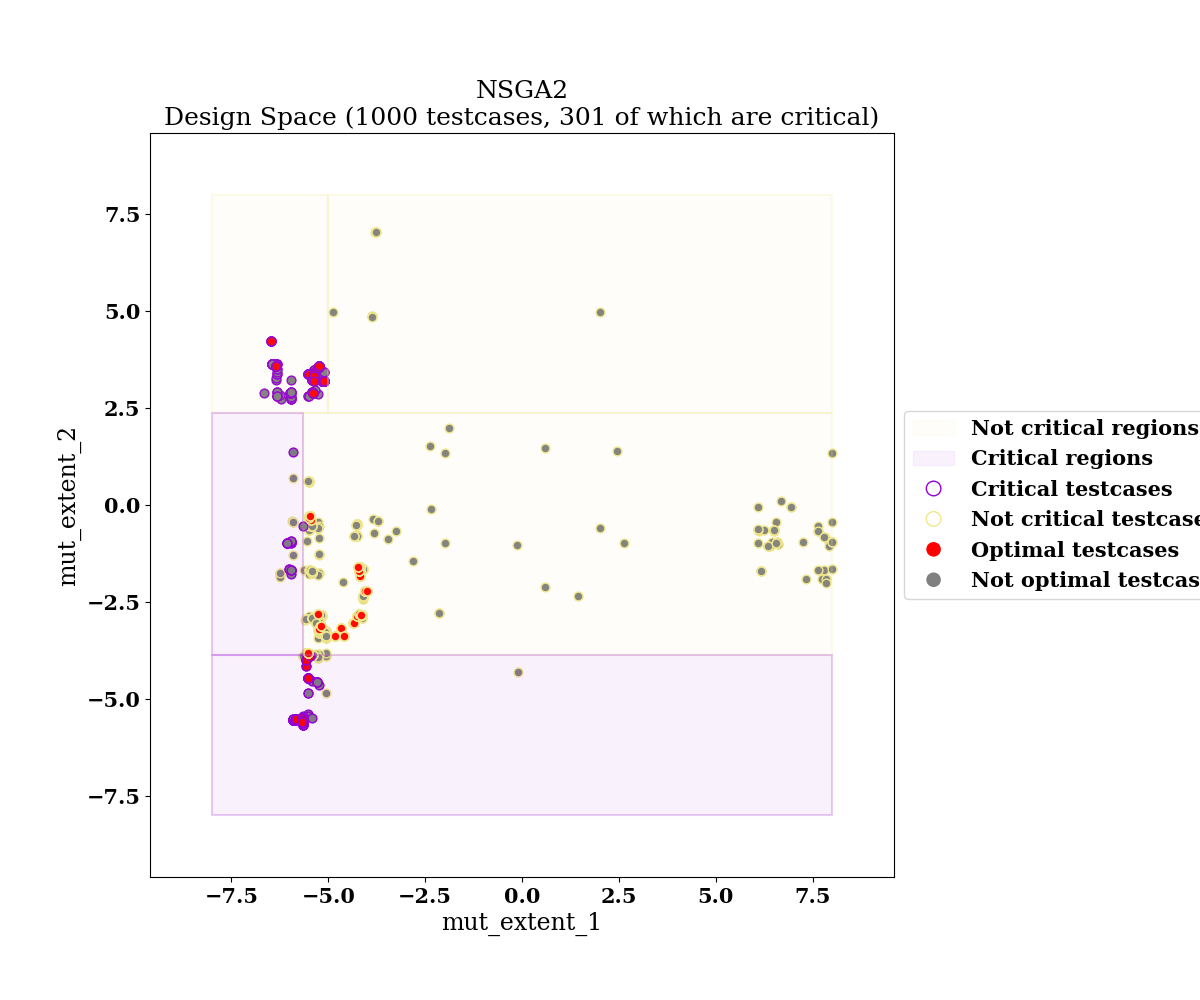 NSGA2
Design Space (1000 testcases, 301 of which are critical)
7.5
5.0
2.5
0.0
−2.5
−5.0
−7.5
mut_extent_2
−7.5 −5.0 −2.5 0.0 2.5 5.0 7.5
mut_extent_1
Not critical regions
Critical regions
Critical testcases
Not critical testcase
Optimal testcases
Not optimal testcas